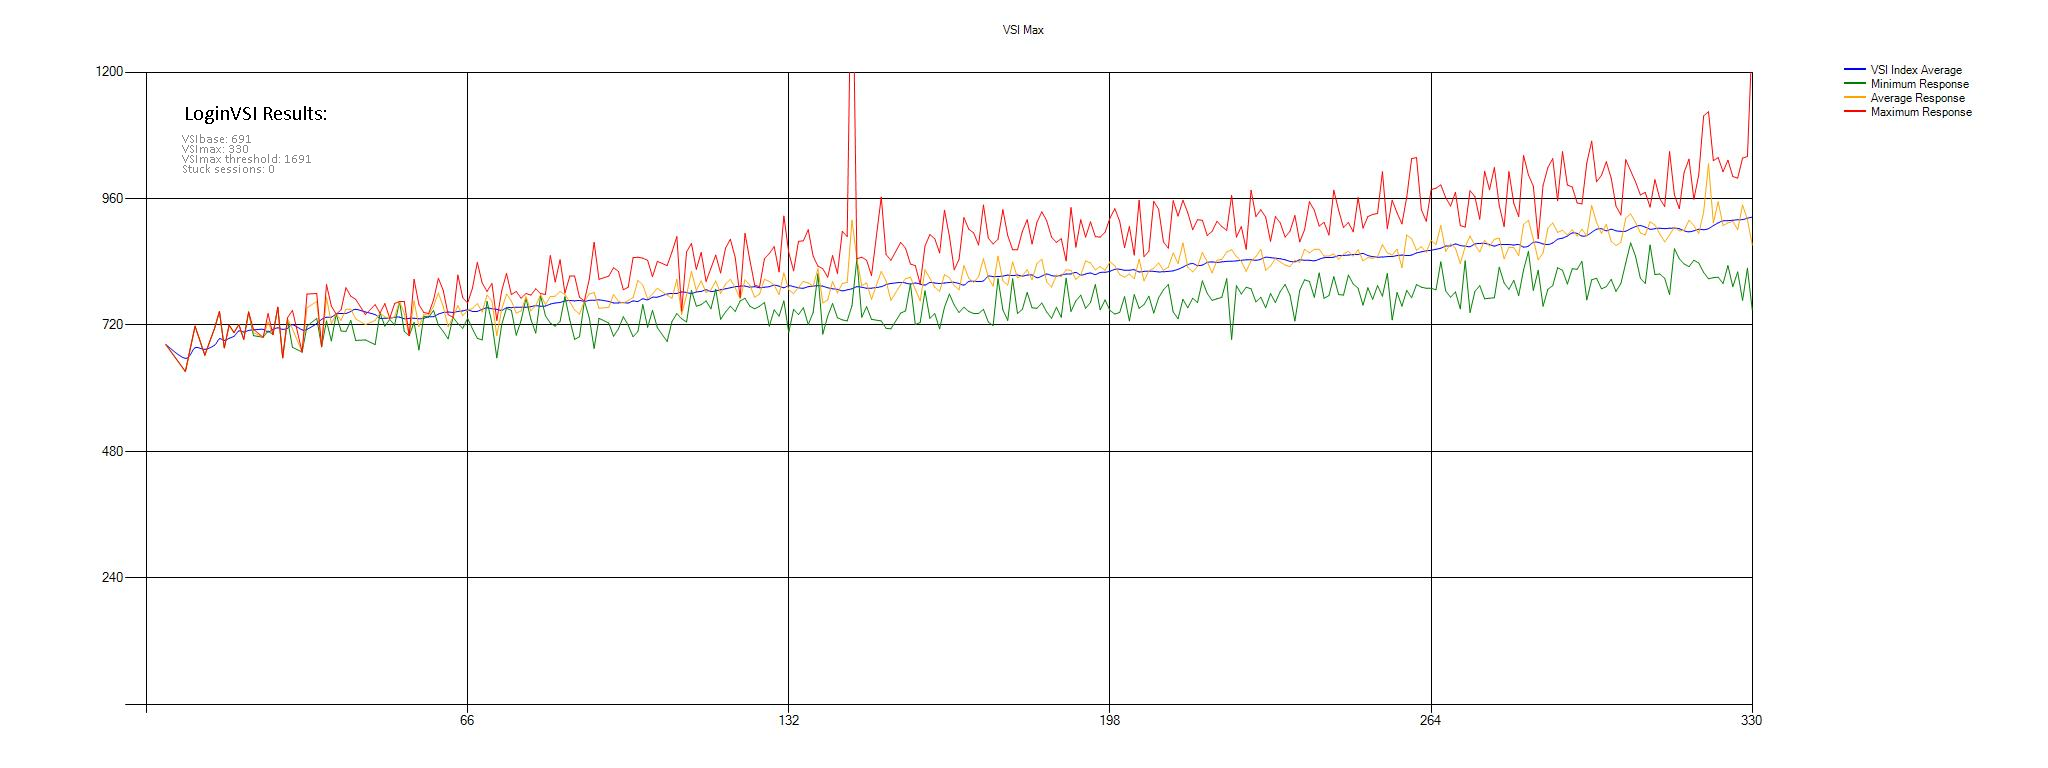 VSI Max
1200
960
720
480
240
66
132
198
264
330
LoginVSI Results:
VSIbase: 691
VSImax: 330
VSImax threshold: 1691
Stuck sessions: 0
VSI Index Average
Minimum Response
Average Response
Maximum Response